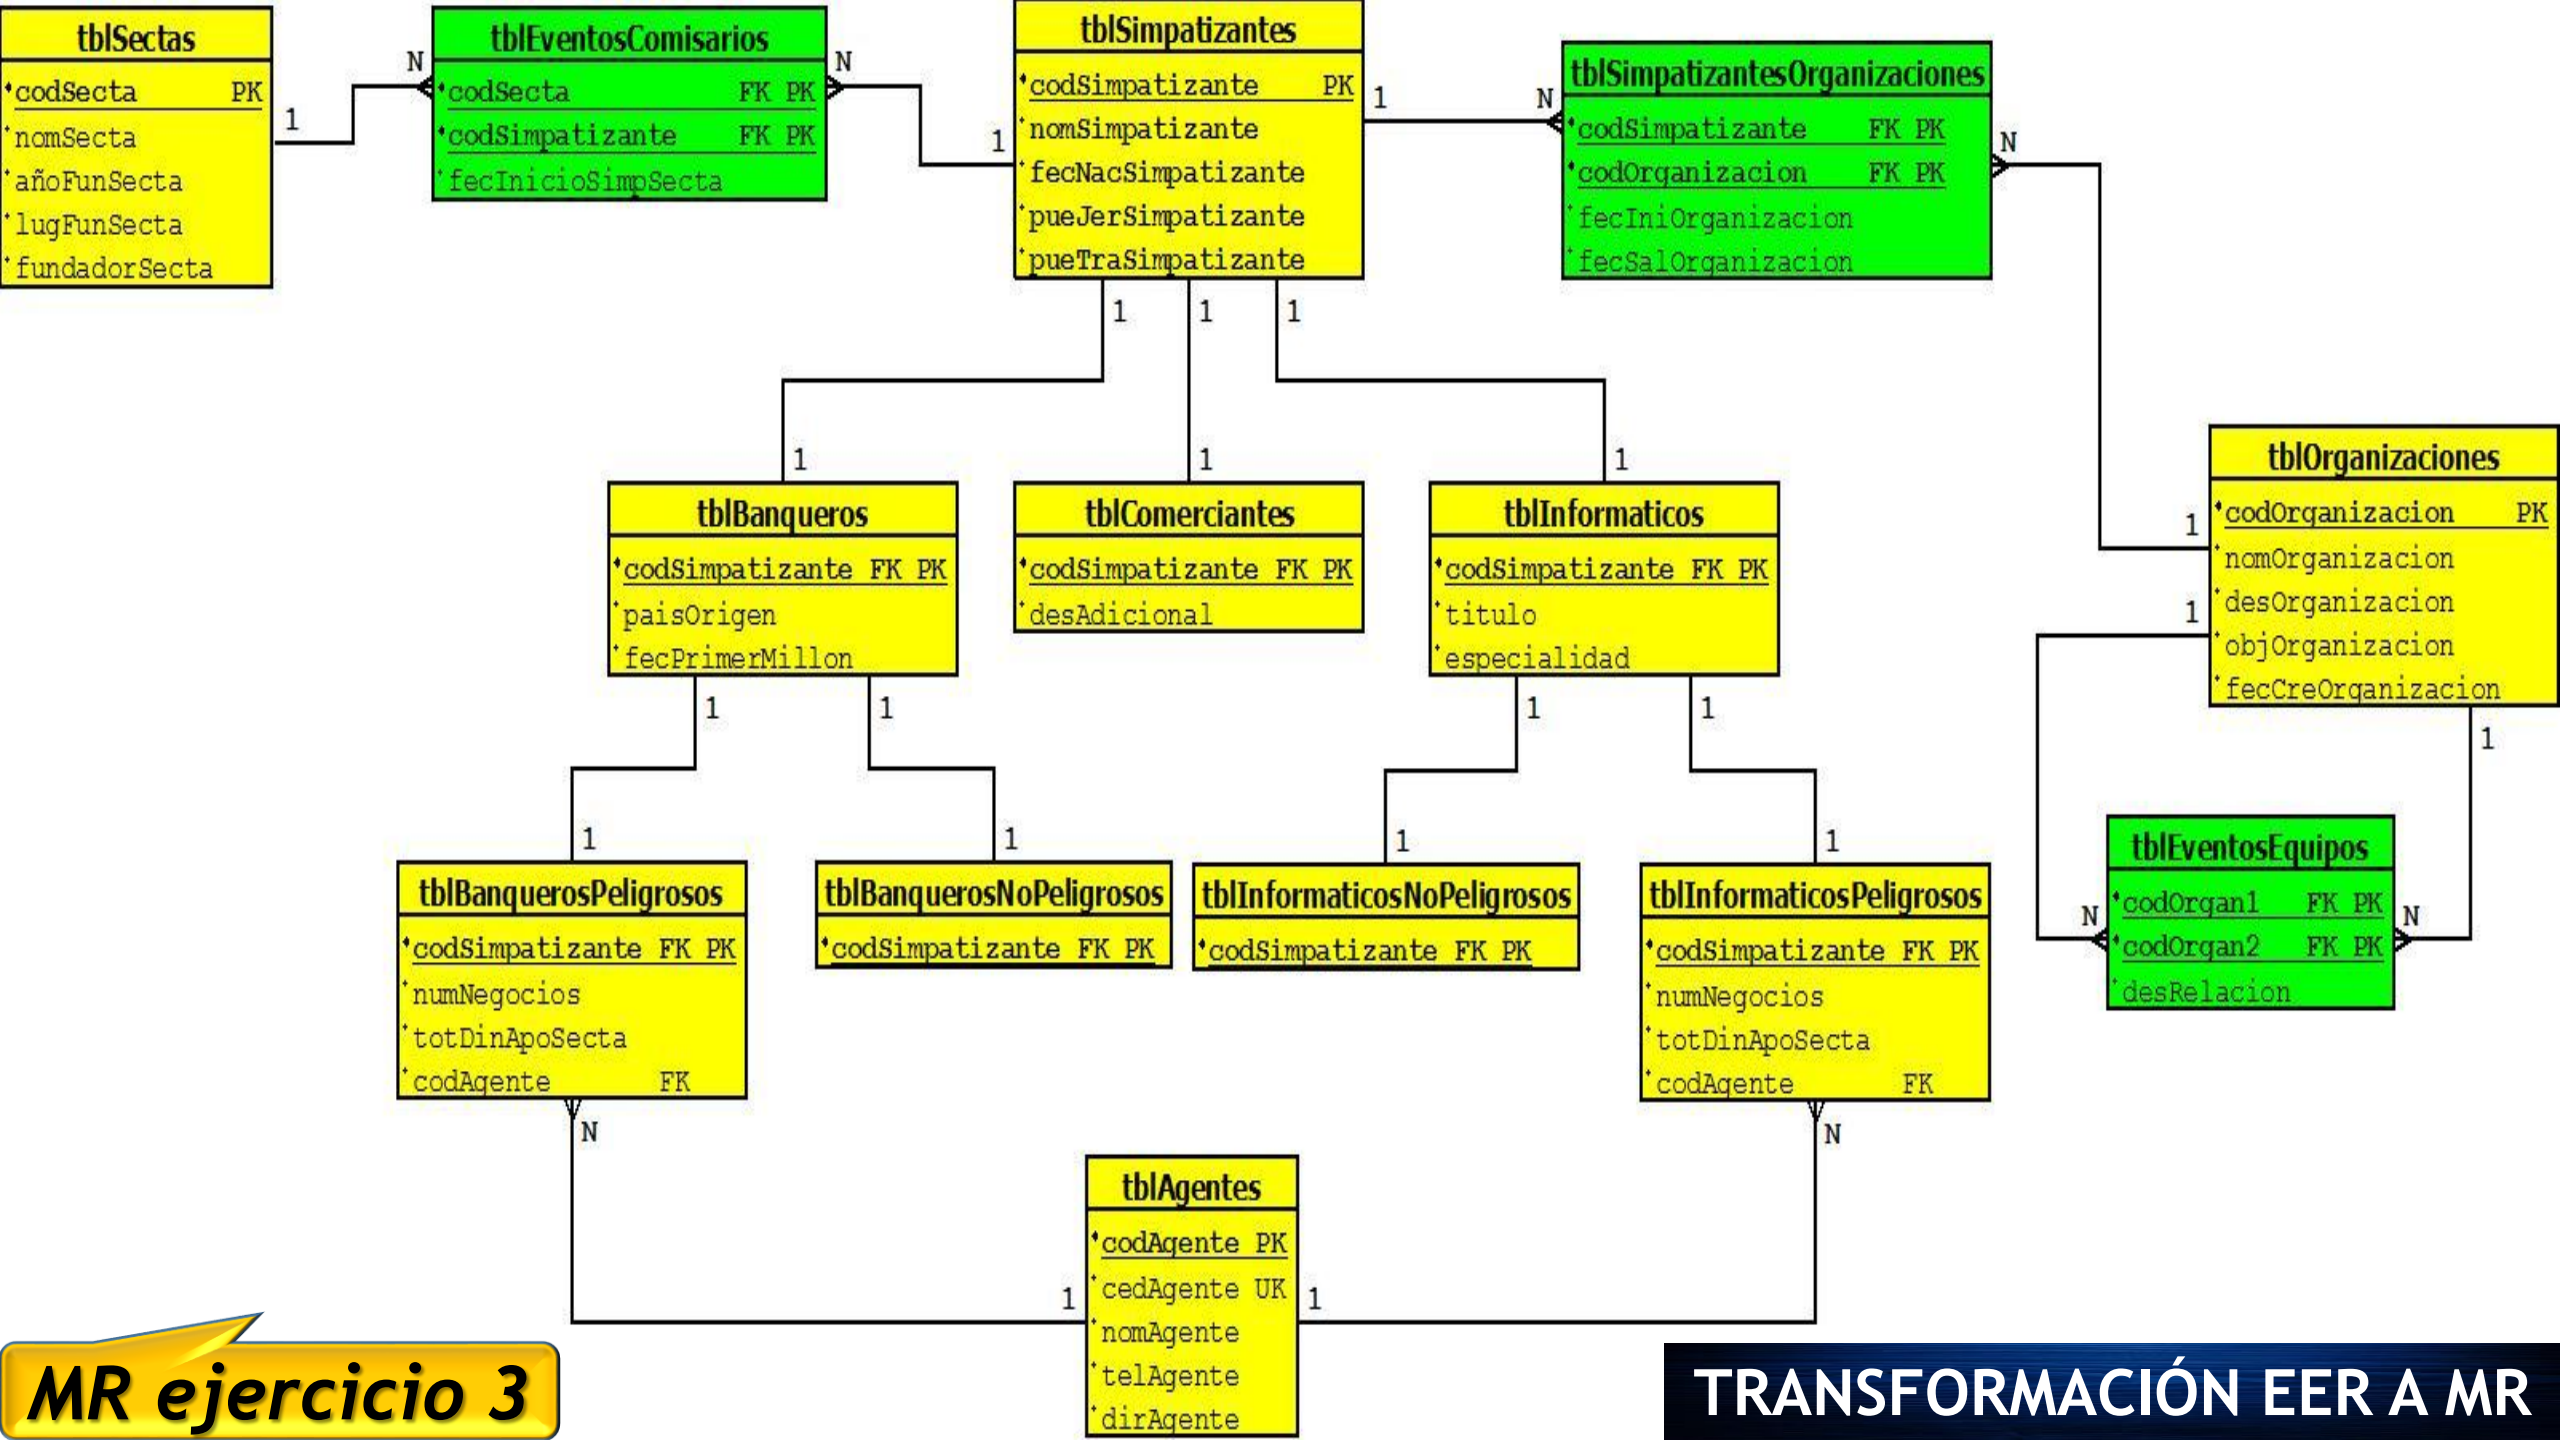 tblSectas
codSecta PK
nomSecta
añoFunSecta
lugFunSecta
fundadorSecta
1
N
tblEventosComisarios
codSecta FK PK
codSimpatizante FK PK
fecInicioSimpSecta
N
1
tblSimpatizantes
codSimpatizante PK
nomSimpatizante
fecNacSimpatizante
pueJerSimpatizante
pueTraSimpatizante
1
N
tblSimpatizantesOrganizaciones
codSimpatizante FK PK
codOrganizacion FK PK
fecIniOrganizacion
fecSalOrganizacion
N
1
1
1
1
1
1
tblBanqueros
codSimpatizante FK PK
paisOrigen
fecPrimerMillon
tblComerciantes
codSimpatizante FK PK
desAdicional
tblInformaticos
codSimpatizante FK PK
titulo
especialidad
tblOrganizaciones
codOrganizacion PK
nomOrganizacion
desOrganizacion
objOrganizacion
fecCreOrganizacion
1
1
1
1
1
1
1
1
1
1
1
tblBanquerosPeligrosos
codSimpatizante FK PK
numNegocios
totDinApoSecta
codAgente FK
tblBanquerosNoPeligrosos
codSimpatizante FK PK
tblInformaticosNoPeligrosos
codSimpatizante FK PK
tblInformaticosPeligrosos
codSimpatizante FK PK
numNegocios
totDinApoSecta
codAgente FK
N
tblEventosEquipos
codOrgan1 FK PK
codOrgan2 FK PK
desRelacion
N
N
N
1
tblAgentes
codAgente PK
cedAgente UK
nomAgente
telAgente
dirAgente
1
MR ejercicio 3
TRANSFORMACIÓN EER A MR